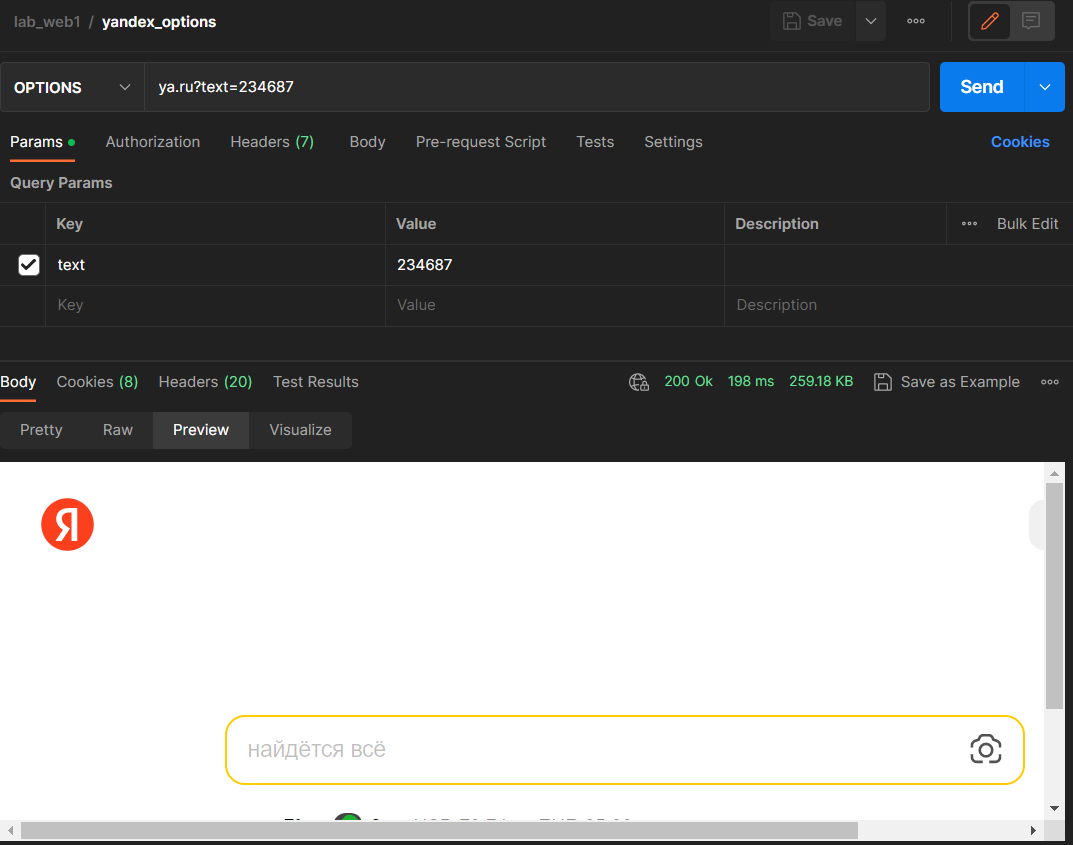 lab_web1 / yandex_options
Save
OPTIONS
ya.ru?text=234687
Send
Params
Authorization
Headers (7)
Body
Pre-request Script
Tests
Settings
Cookies
Query Params
Key
Value
Description
Bulk Edit
text
234687
Key
Value
Description
Body
Cookies (8)
Headers (20)
Test Results
200 Ok
198 ms
259.18 KB
Save as Example
Pretty
Raw
Preview
Visualize
Я
найдётся всё